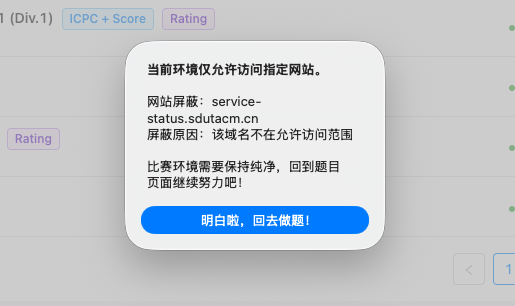 1 (Div.1) ICPC + Score Rating
当前环境仅允许访问指定网站。
网站屏蔽：service-
status.sdutacm.cn
屏蔽原因：该域名不在允许访问范围
Rating
比赛环境需要保持纯净，回到题目
页面继续努力吧！
明白啦，回去做题！
1